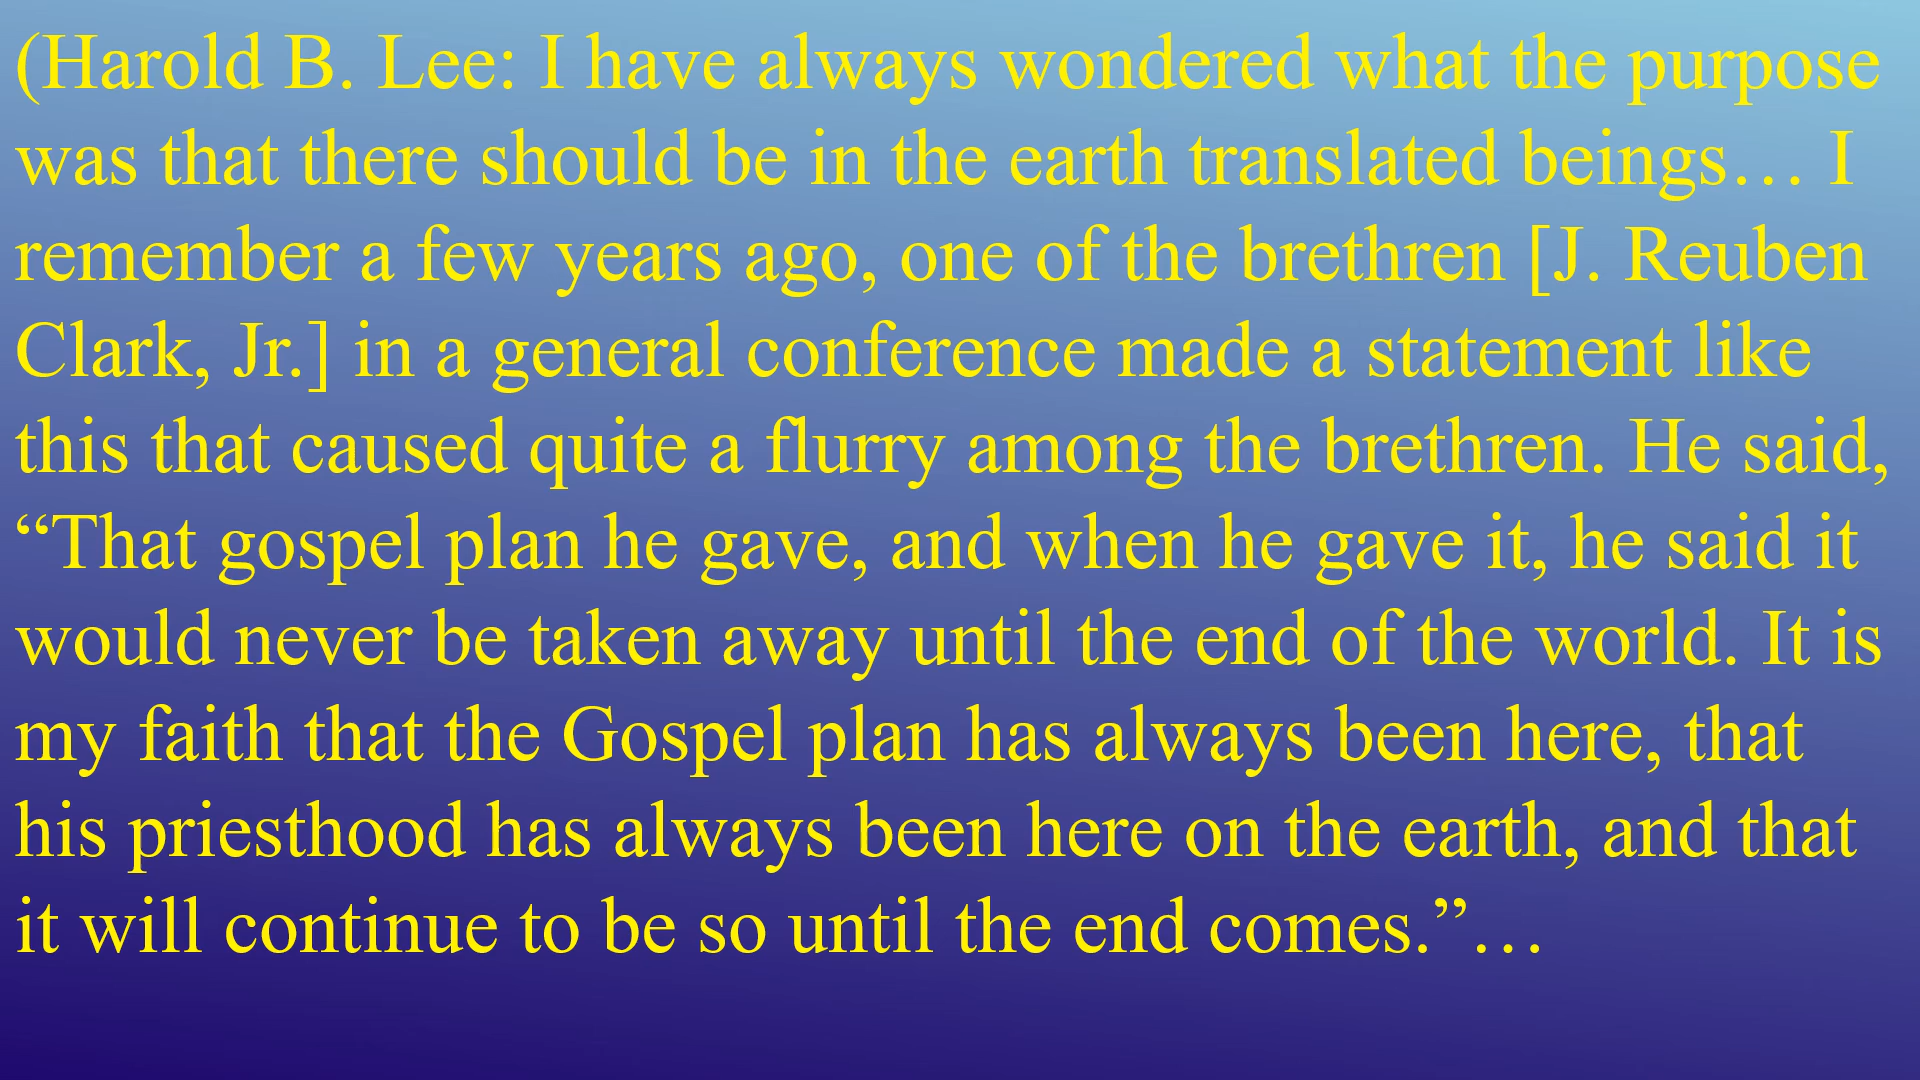 (Harold B. Lee: I have always wondered what the purpose
was that there should be in the earth translated beings… I
remember a few years ago, one of the brethren [J. Reuben
Clark, Jr.] in a general conference made a statement like
this that caused quite a flurry among the brethren. He said,
“That gospel plan he gave, and when he gave it, he said it
would never be taken away until the end of the world. It is
my faith that the Gospel plan has always been here, that
his priesthood has always been here on the earth, and that
it will continue to be so until the end comes.”…